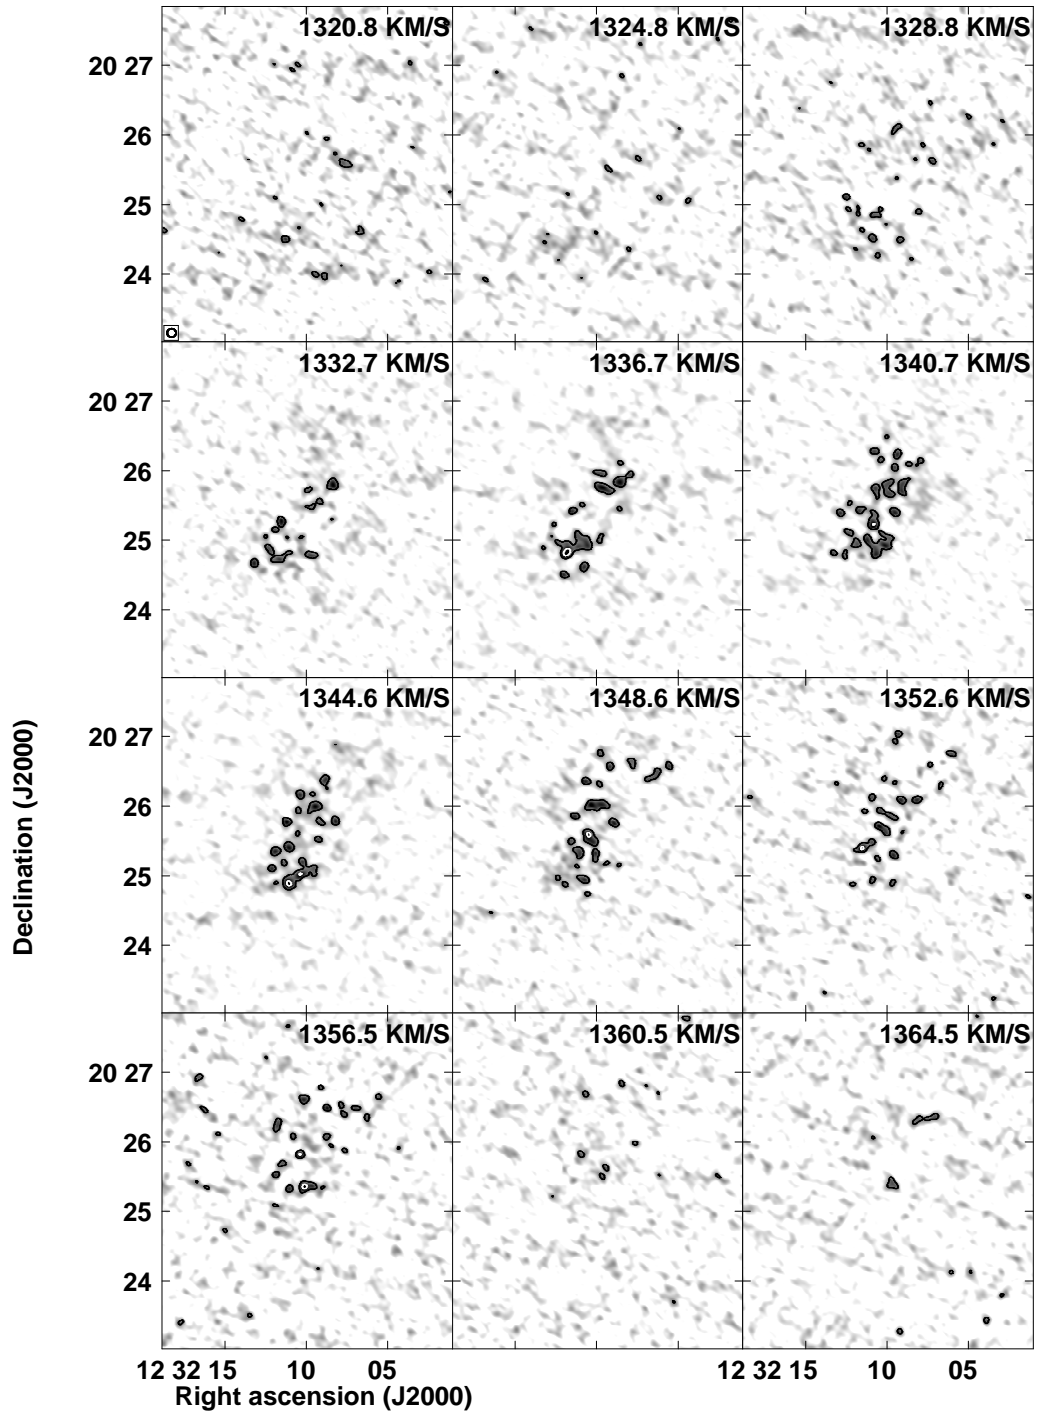 1320.8 KM/S 1324.8 KM/S 1328.8 KM/S
20 27
26
25
24
1332.7 KM/S 1336.7 KM/S 1340.7 KM/S
20 27
26
25
24
1344.6 KM/S 1348.6 KM/S 1352.6 KM/S
20 27
26
25
24
Declination (J2000)
1356.5 KM/S 1360.5 KM/S 1364.5 KM/S
20 27
26
25
24
12 32 15 10 05 12 32 15 10 05
Right ascension (J2000)